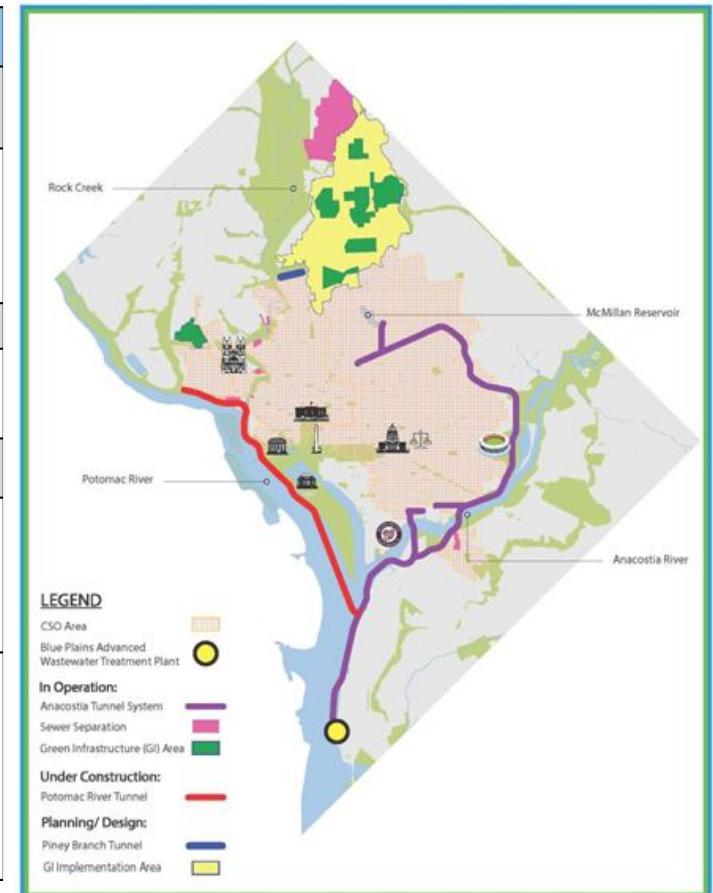 Rock Creek
McMillan Reservoir
Potomac River
Anacostia River
LEGEND
CSO Area
Blue Plains Advanced
Wastewater Treatment Plant
In Operation:
Anacostia Tunnel System
Sewer Separation
Green Infrastructure (GI) Area
Under Construction:
Potomac River Tunnel
Planning/ Design:
Piney Branch Tunnel
GI Implementation Area